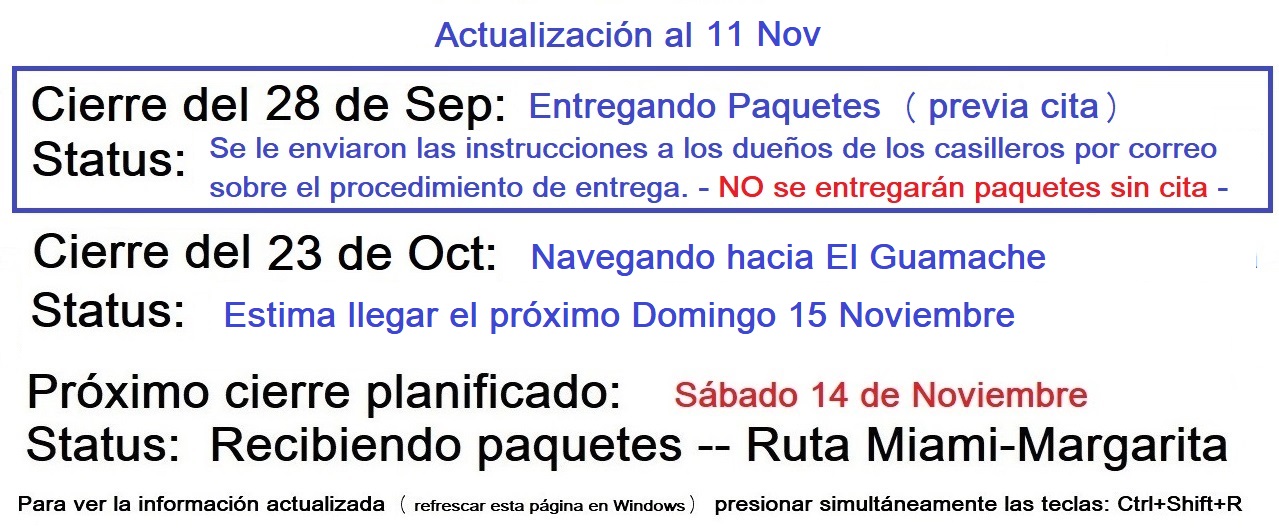 Actualización al 11 Nov
Cierre del 28 de Sep: Entregando Paquetes ( previa cita )
Status: Se le enviaron las instrucciones a los dueños de los casilleros por correo
sobre el procedimiento de entrega. - NO se entregarán paquetes sin cita -
Cierre del 23 de Oct: Navegando hacia El Guamache
Status: Estima llegar el próximo Domingo 15 Noviembre
Próximo cierre planificado: Sábado 14 de Noviembre
Status: Recibiendo paquetes -- Ruta Miami-Margarita
Para ver la información actualizada ( refrescar esta página en Windows ) presionar simultáneamente las teclas: Ctrl+Shift+R